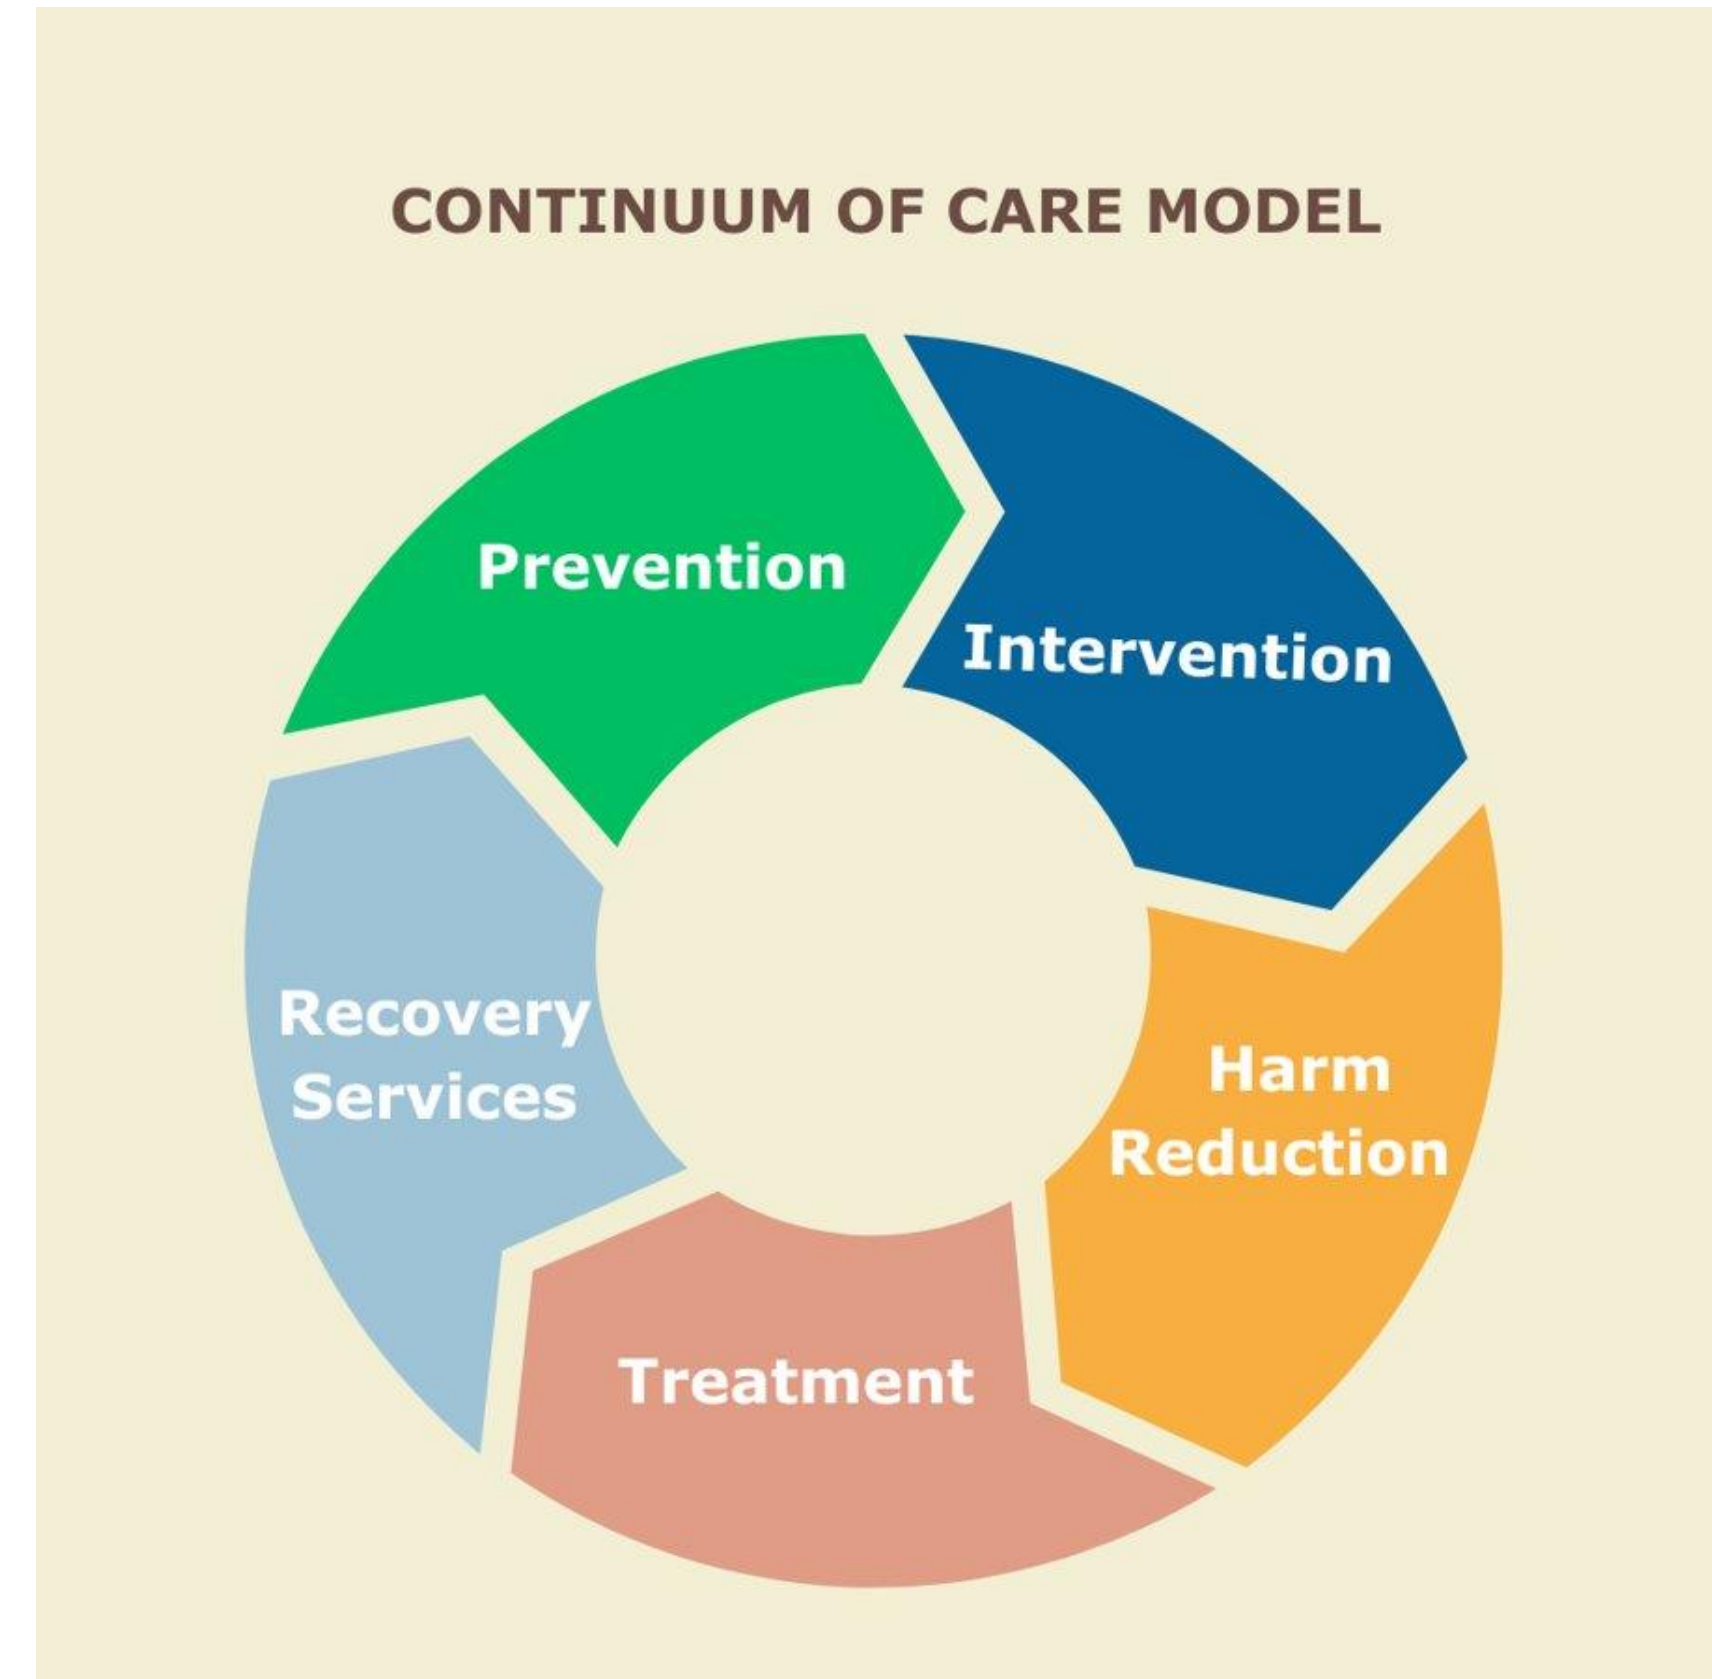 CONTINUUM OF CARE MODEL
Prevention
Intervention
Harm
Reduction
Treatment
Recovery
Services